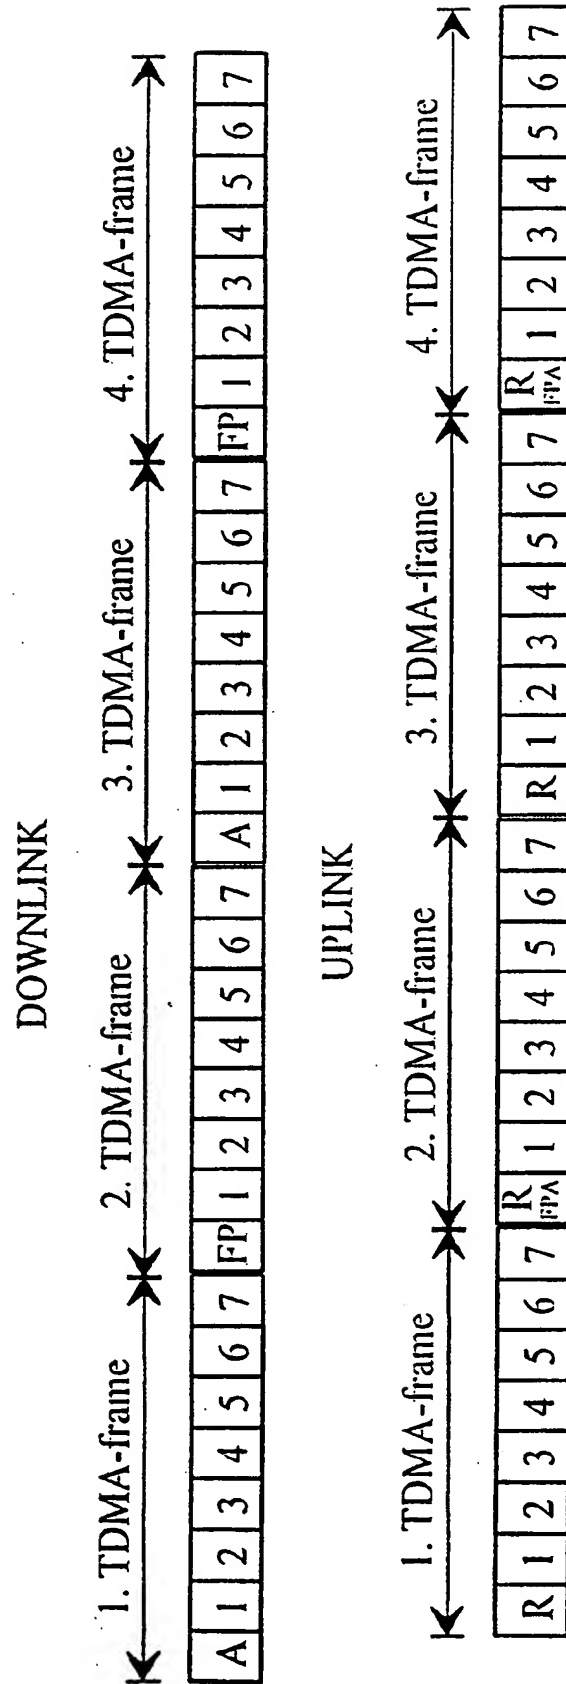 DOWNLINK
1. TDMA-frame 2. TDMA-frame 3. TDMA-frame 4. TDMA-frame
A 1 2 3 4 5 6 7 FP 1 2 3 4 5 6 7 A 1 2 3 4 5 6 7 FP 1 2 3 4 5 6 7
UPLINK
1. TDMA-frame 2. TDMA-frame 3. TDMA-frame 4. TDMA-frame
R 1 2 3 4 5 6 7 R FPA 1 2 3 4 5 6 7 R 1 2 3 4 5 6 7 R FPA 1 2 3 4 5 6 7